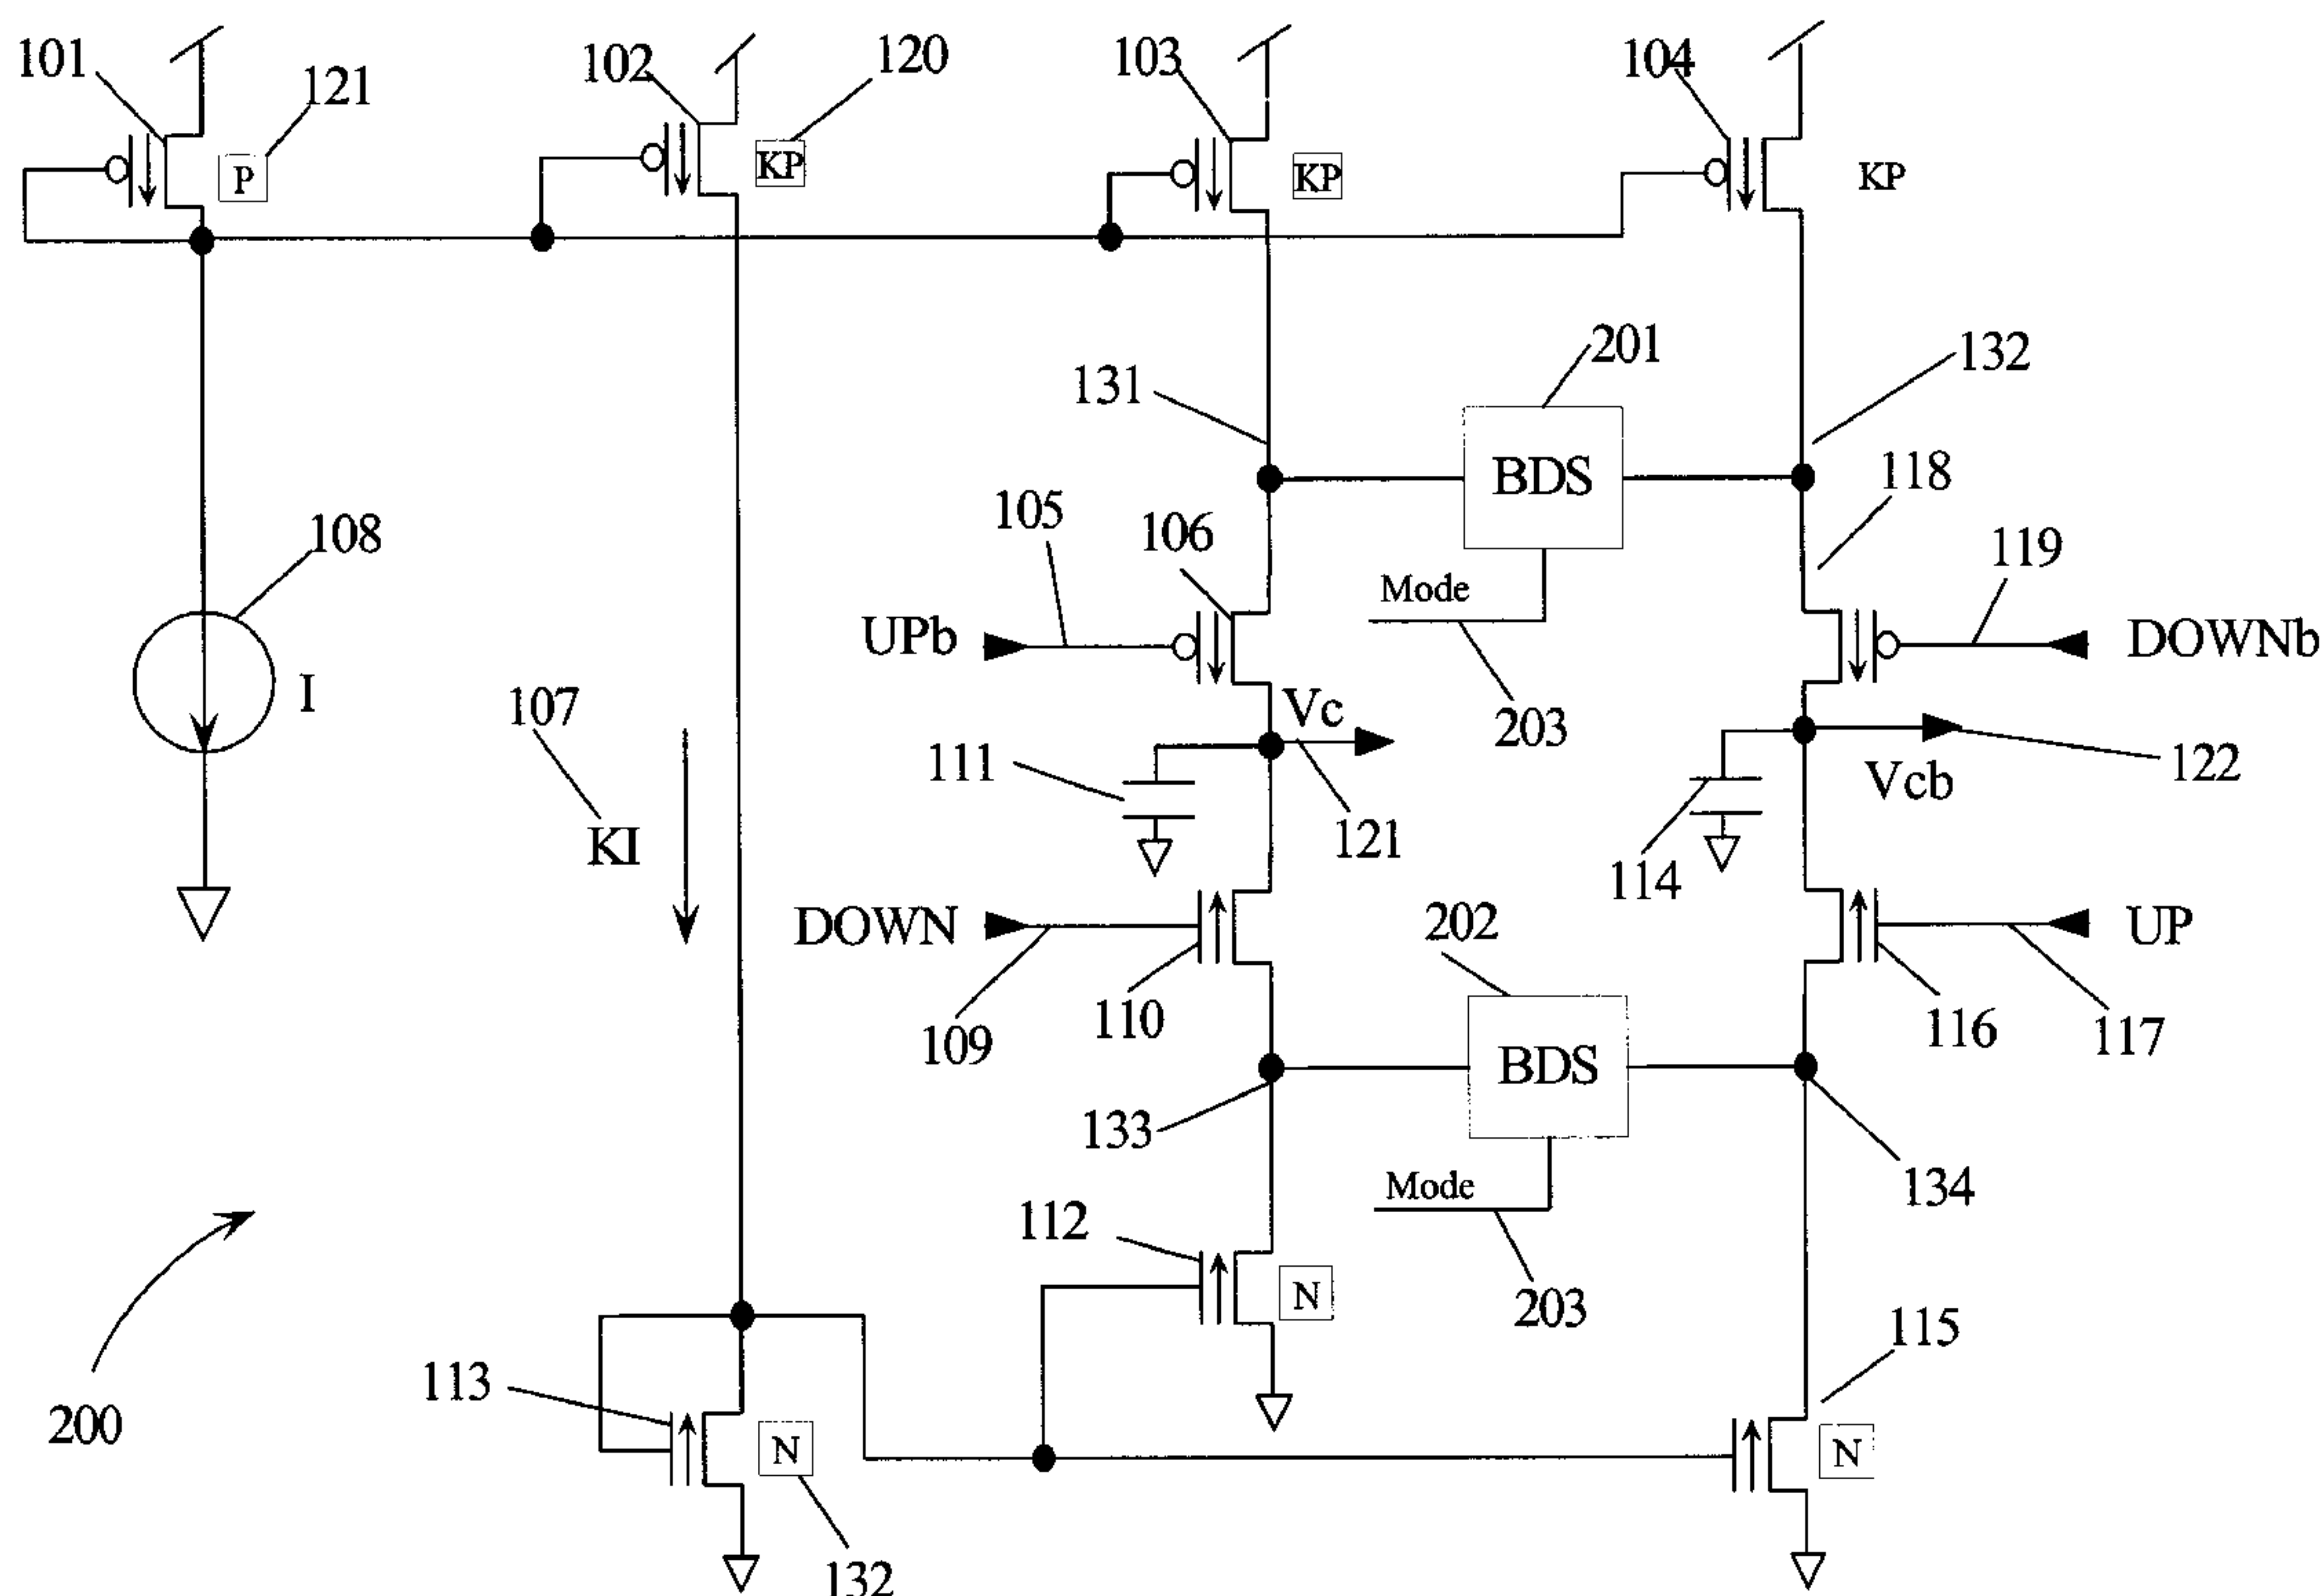 101
121
102
120
103
104
P
KP
KP
KP
201
132
131
BDS
118
105
106
108
119
Mode
UPb
DOWNb
I
107
Vc
203
111
122
Vcb
KI
121
114
DOWN
202
UP
110
109
BDS
116
117
133
134
Mode
112
203
N
115
113
200
N
N
132